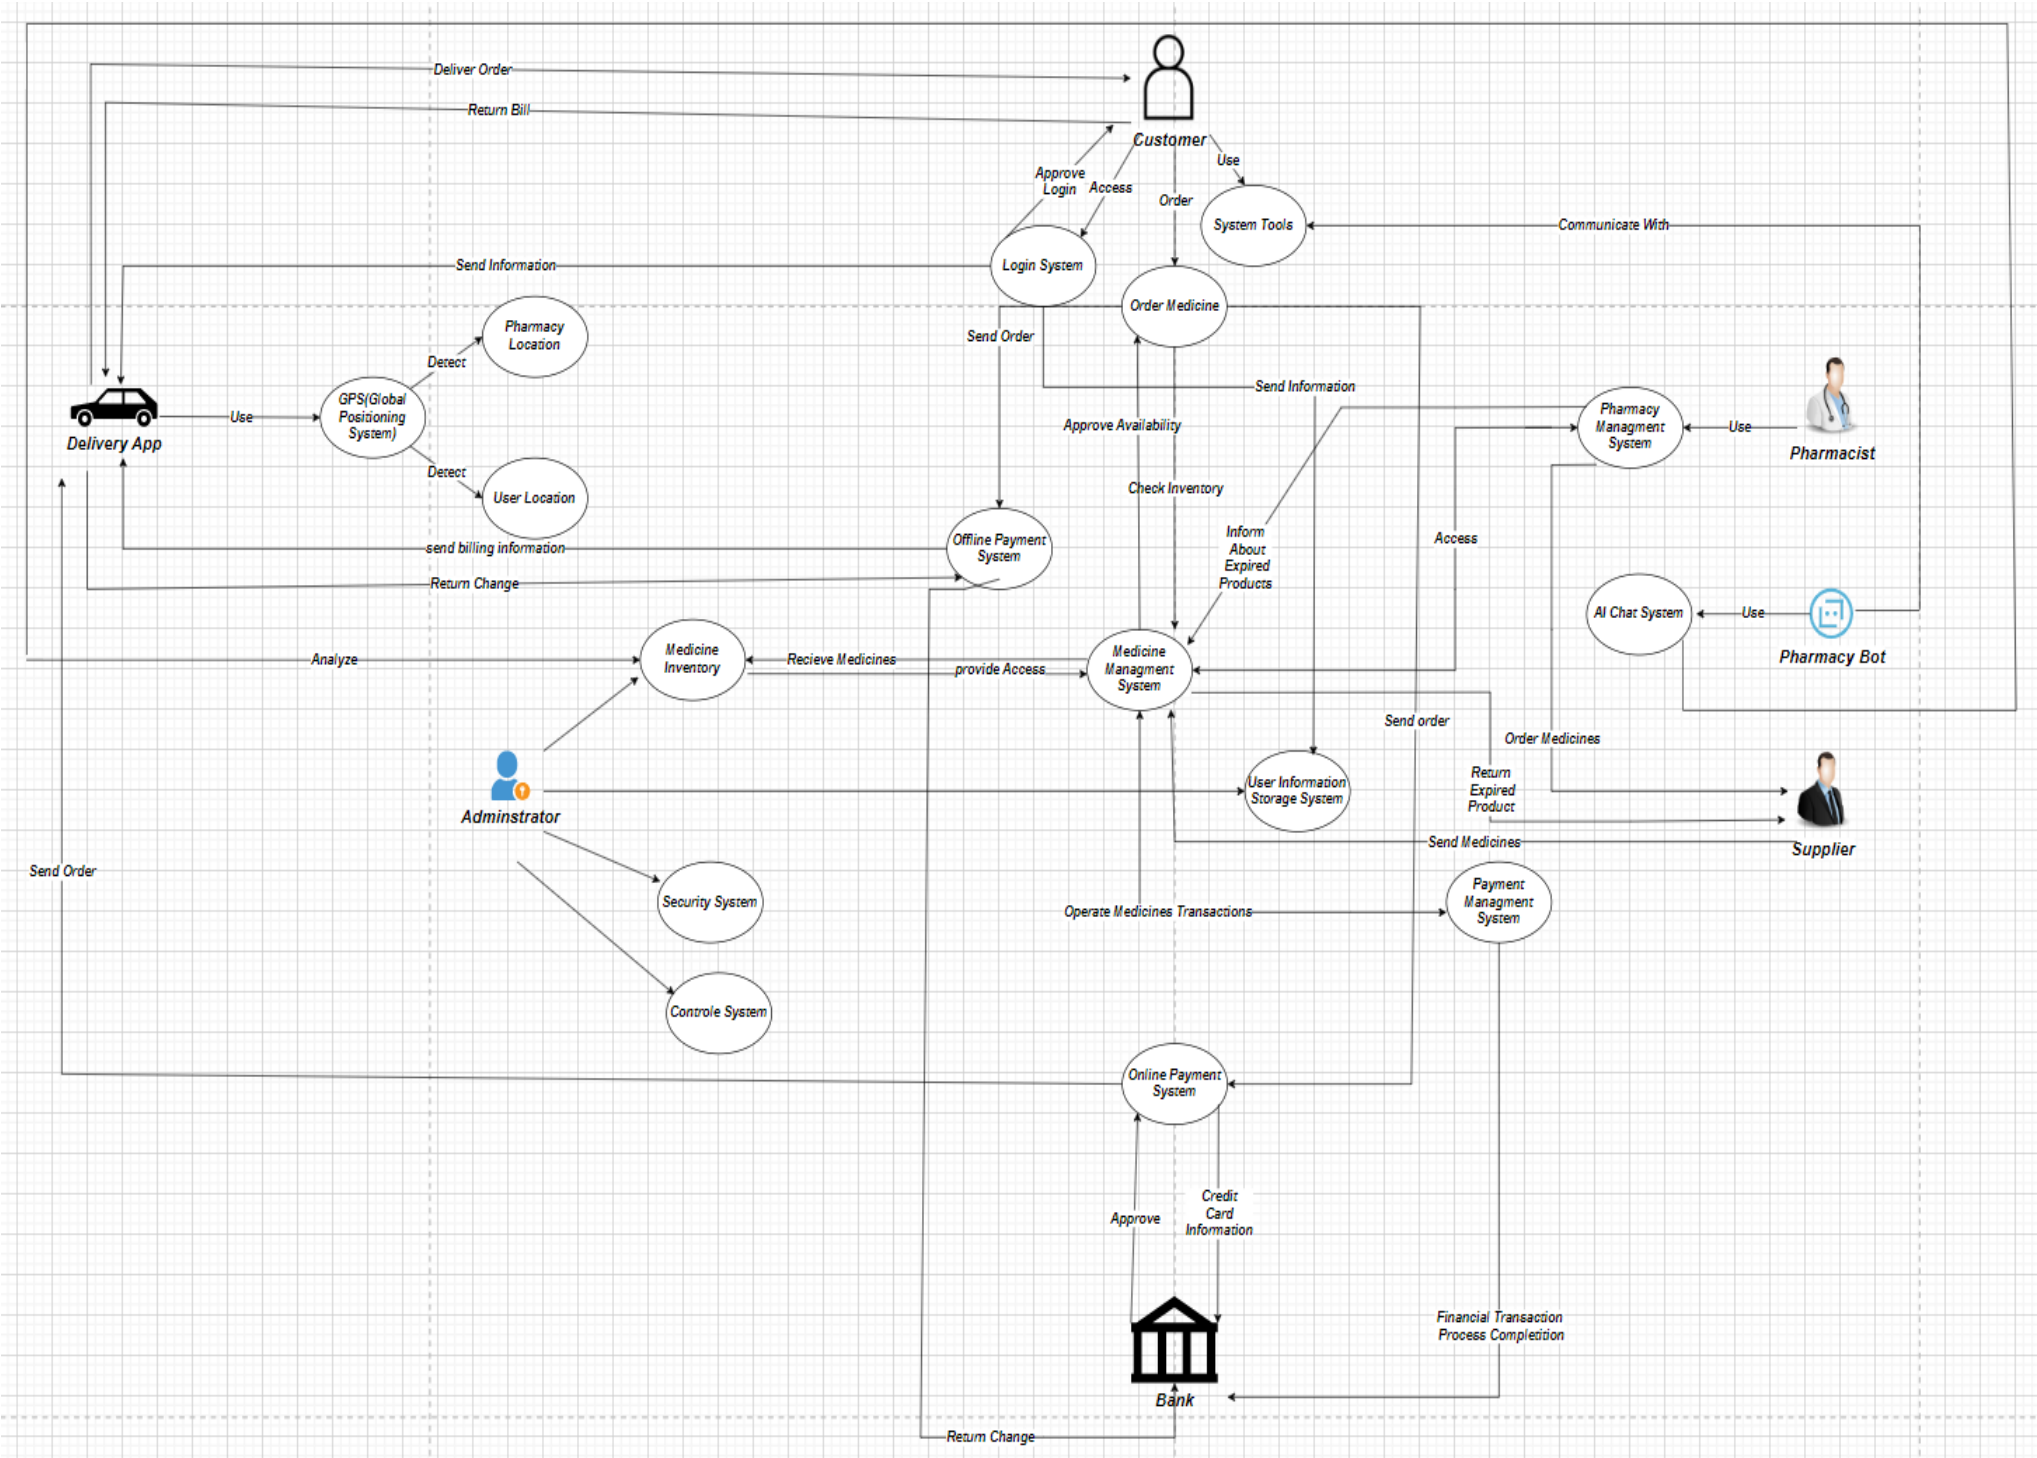 Deliver Order
Return Bill
Customer
Use
Approve
Login
Access
Order
System Tools
Communicate With
Send Information
Login System
Order Medicine
Pharmacy
Location
Send Order
Detect
Send Information
GPS(Global
Positioning
System)
Use
Delivery App
Approve Availability
Pharmacy
Managment
System
Use
Pharmacist
Detect
User Location
Check Inventory
Offline Payment
System
send billing information
Inform
About
Expired
Products
Access
Return Change
AI Chat System
Use
Pharmacy Bot
Analyze
Medicine
Inventory
Recieve Medicines
provide Access
Medicine
Managment
System
Send order
Order Medicines
User Information
Storage System
Return
Expired
Product
Adminstrator
Send Medicines
Supplier
Send Order
Security System
Operate Medicines Transactions
Payment
Managment
System
Controle System
Online Payment
System
Approve
Credit
Card
Information
Financial Transaction
Process Completition
Bank
Return Change